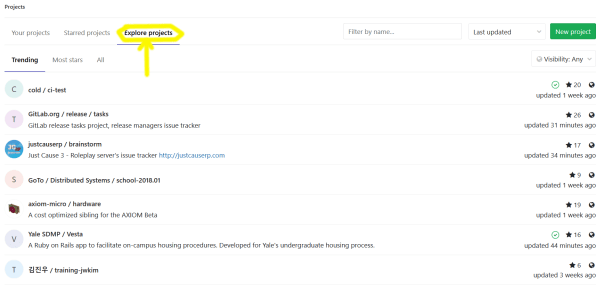 Projects
Your projects Starred projects Explore projects Filter by name... Last updated New project
Trending Most stars All Visibility: Any
C cold / ci-test 20
updated 1 week ago
T GitLab.org / release / tasks 26
GitLab release tasks project, release managers issue tracker updated 31 minutes ago
justcauserp / brainstorm 17
Just Cause 3 - Roleplay server's issue tracker http://justcauserp.com updated 34 minutes ago
S GoTo / Distributed Systems / school-2018.01 9
updated 1 week ago
axiom-micro / hardware 19
A cost optimized sibling for the AXIOM Beta updated 1 week ago
V Yale SDMP / Vesta 16
A Ruby on Rails app to facilitate on-campus housing procedures. Developed for Yale's undergraduate housing process. updated 44 minutes ago
T 김진우 / training-jwkim 6
updated 3 weeks ago